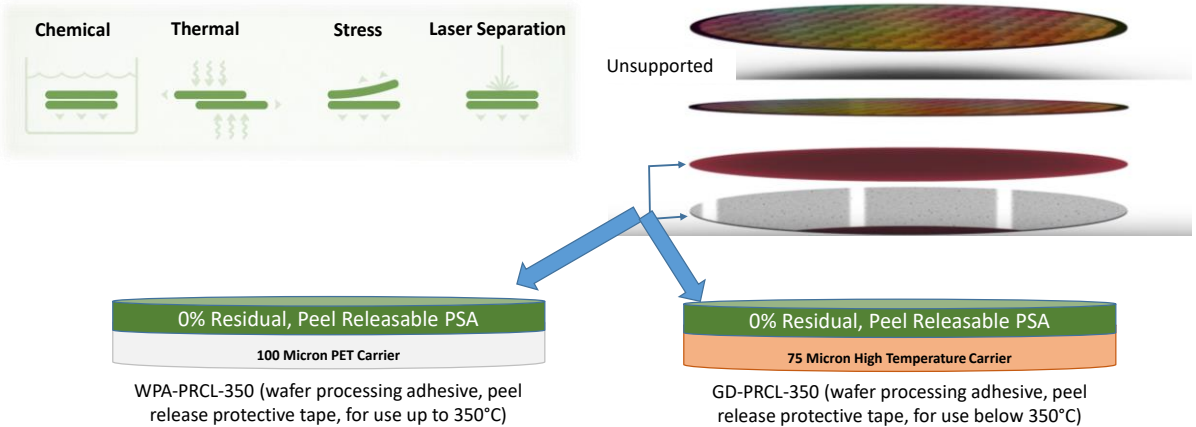 Chemical
Thermal
Stress
Laser Separation
Unsupported
0% Residual, Peel Releasable PSA
100 Micron PET Carrier
WPA-PRCL-350 (wafer processing adhesive, peel
release protective tape, for use up to 350°C)
0% Residual, Peel Releasable PSA
75 Micron High Temperature Carrier
GD-PRCL-350 (wafer processing adhesive, peel
release protective tape, for use below 350°C)